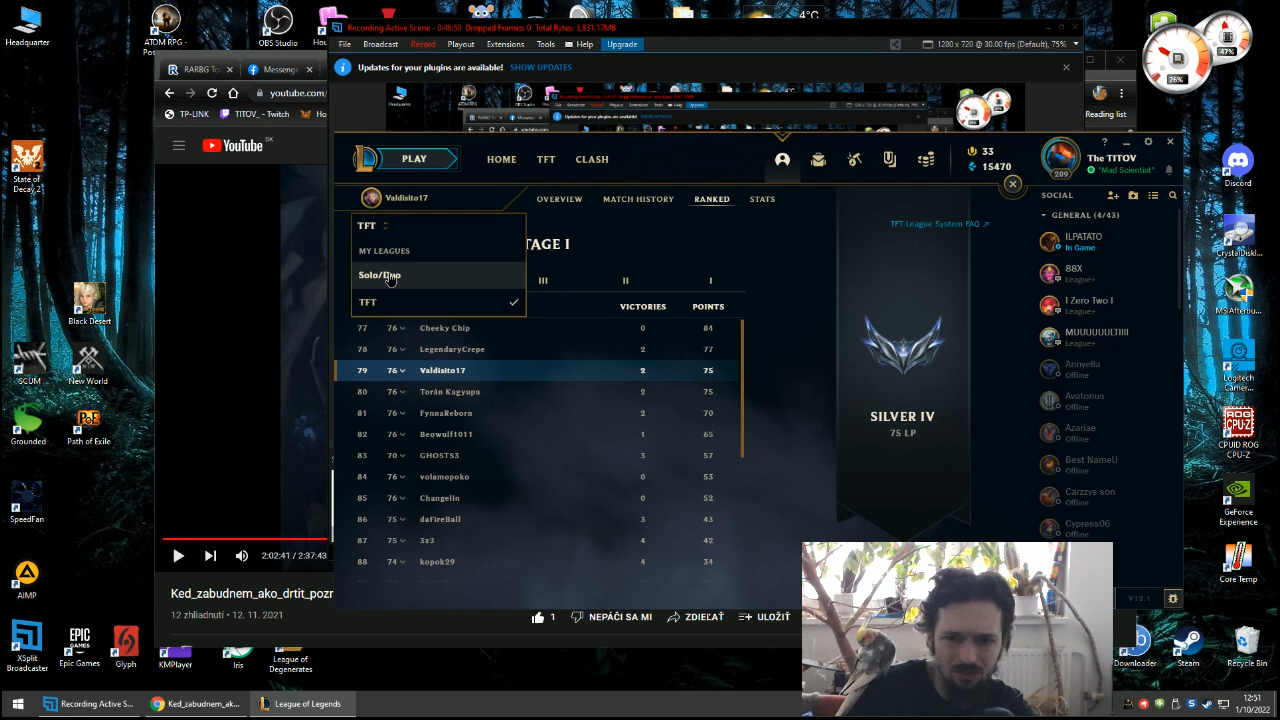 Headquarter
ATOM RPG -
OBS Studio
State of
Decay 2
Black Desert
SCUM
New World
Grounded
Path of Exile
SpeedFan
AIMP
XSplit
Broadcaster
Epic Games
Glyph
KMPlayer
Iris
League of
Degenerates
4°C
Recording Active Scene - 0:46:50 Dropped Frames: 0 Total Bytes: 3,831.17MB
File Broadcast Record Playout Extensions Tools Help Upgrade
1280 x 720 @ 30.00 fps (Default), 75%
Updates for your plugins are available! SHOW UPDATES
RARBG To
Messenge
youtube.com
TP-LINK
TITOV_ - Twitch
Ho
Reading list
YouTube
SK
2:02:41 / 2:37:43
Ked_zabudnem_ako_drtit_pozr
12 zhliadnutí • 12. 11. 2021
1
NEPÁČI SA MI
ZDIEĽAŤ
ULOŽIŤ
PLAY
HOME
TFT
CLASH
33
15470
209
The TITOV
"Mad Scientist"
Valdisito17
OVERVIEW
MATCH HISTORY
RANKED
STATS
TFT
MY LEAGUES
Solo/Duo
TFT
TAGE I
TFT League System FAQ
III
II
I
VICTORIES
POINTS
77 76 Cheeky Chip 0 84
78 76 LegendaryCrepe 2 77
79 76 Valdisito17 2 75
80 76 Torán Kagyupa 2 75
81 76 FynnaReborn 2 70
82 76 Beowulf1011 1 65
83 70 GHOSTS3 3 57
84 76 volamopoko 0 53
85 76 Changelin 0 52
86 75 daFireBall 3 43
87 75 3x3 4 42
88 74 kopok29 4 34
SILVER IV
75 LP
SOCIAL
GENERAL (4/43)
ILPATATO
In Game
88X
League+
I Zero Two I
League+
MUUUUUULTIIII
League+
Annyella
Offline
Avatonus
Offline
Azariae
Offline
Best NameU
Offline
Carzzys son
Offline
Cypress06
Offline
V12.1
26%
47%
Discord
CrystalDiskI...
MSI Afterbu...
Logitech
Camer...
CPUID ROG
CPU-Z
GeForce
Experience
Core Temp
Downloader
Steam
Recycle Bin
Recording Active S...
Ked_zabudnem_ak...
League of Legends
12:51
1/10/2022